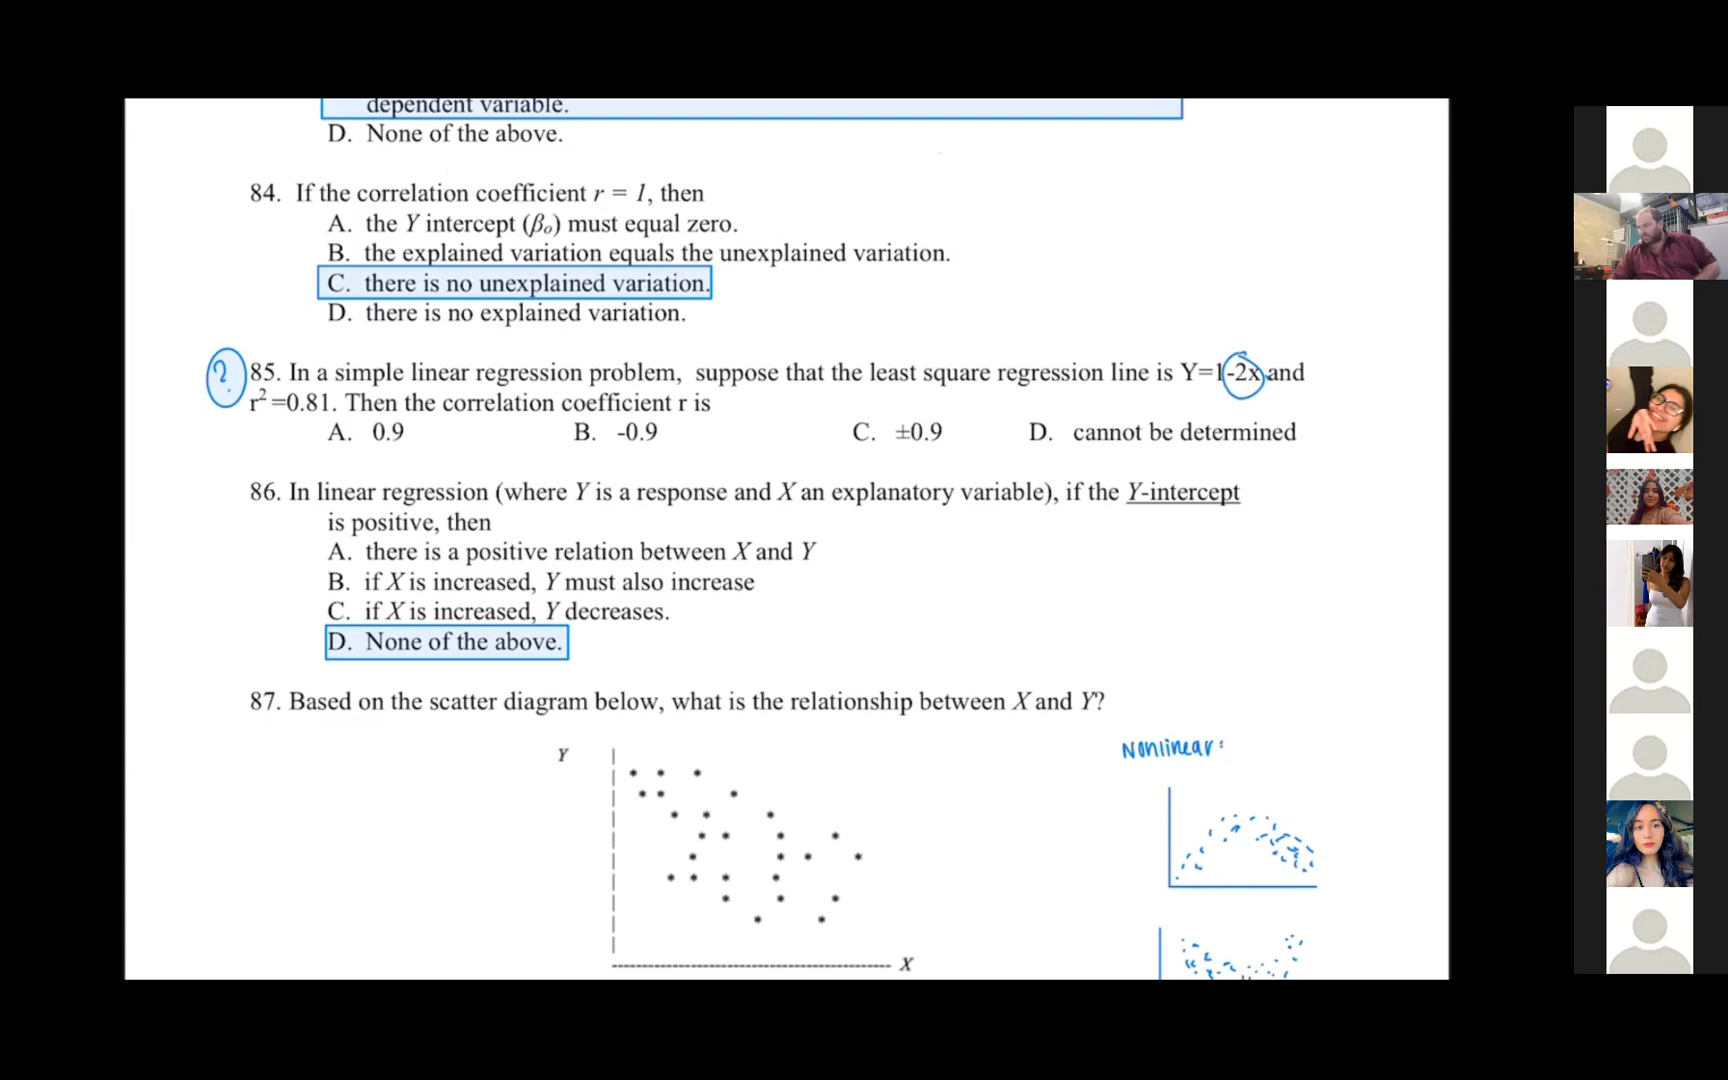 dependent variable.
D. None of the above.
84. If the correlation coefficient r = 1, then
A. the Y intercept (βo) must equal zero.
B. the explained variation equals the unexplained variation.
C. there is no unexplained variation.
D. there is no explained variation.
? 85. In a simple linear regression problem, suppose that the least square regression line is Y=1-2x and
r²=0.81. Then the correlation coefficient r is
A. 0.9 B. -0.9 C. ±0.9 D. cannot be determined
86. In linear regression (where Y is a response and X an explanatory variable), if the Y-intercept
is positive, then
A. there is a positive relation between X and Y
B. if X is increased, Y must also increase
C. if X is increased, Y decreases.
D. None of the above.
87. Based on the scatter diagram below, what is the relationship between X and Y?
Nonlinear:
Y
X